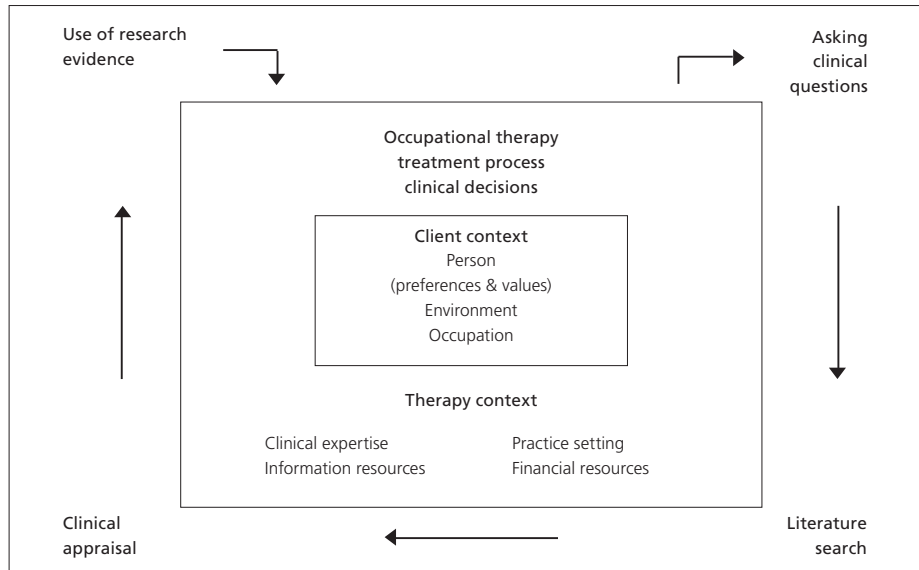 Use of research
evidence
Asking
clinical
questions
Occupational therapy
treatment process
clinical decisions
Client context
Person
(preferences & values)
Environment
Occupation
Therapy context
Clinical expertise
Practice setting
Information resources
Financial resources
Clinical
appraisal
Literature
search